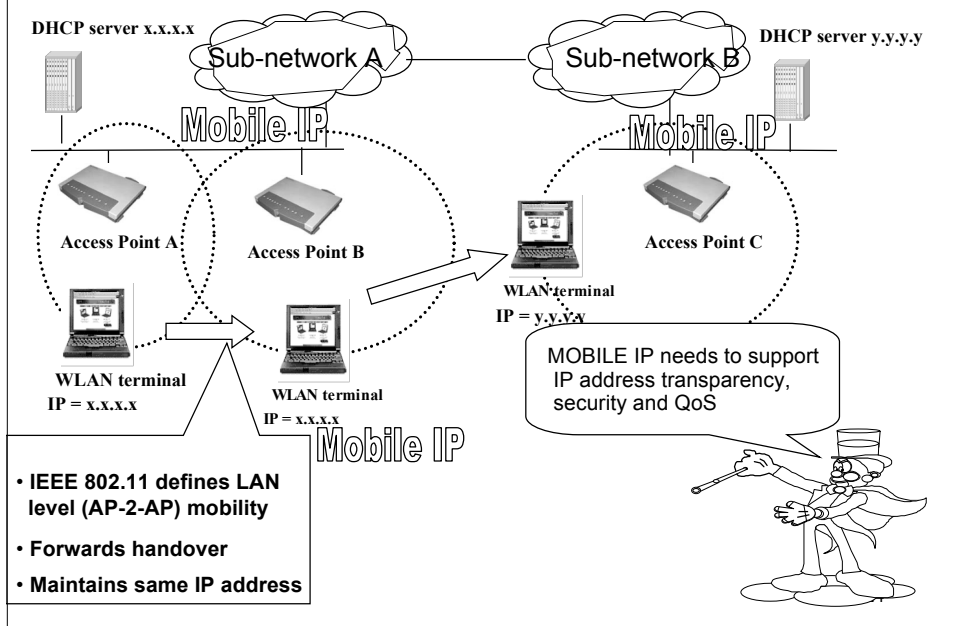 DHCP server x.x.x.x
Sub-network A
Sub-network B
DHCP server y.y.y.y
Mobile IP
Mobile IP
Access Point A
Access Point B
Access Point C
WLAN terminal
IP = y.y.y.y
WLAN terminal
IP = x.x.x.x
WLAN terminal
IP = x.x.x.x
Mobile IP
MOBILE IP needs to support
IP address transparency,
security and QoS
• IEEE 802.11 defines LAN
level (AP-2-AP) mobility
• Forwards handover
• Maintains same IP address